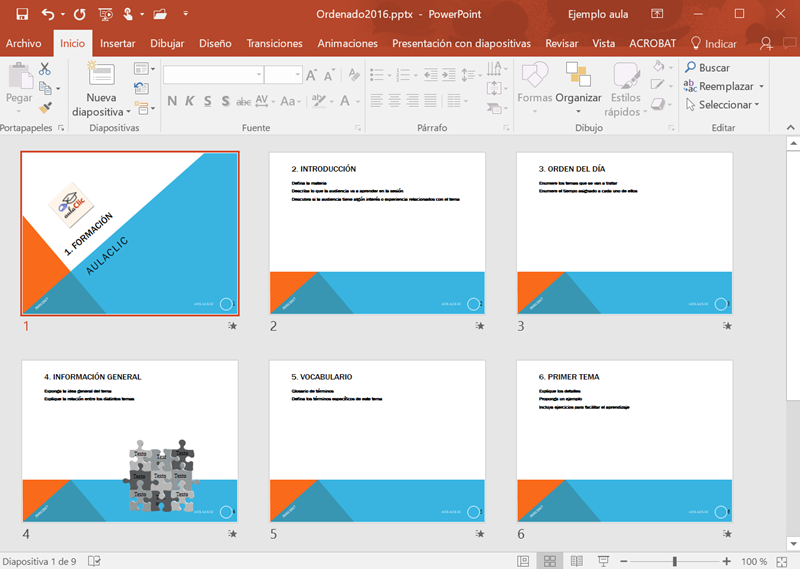 Ordenado2016.pptx - PowerPoint
Ejemplo aula
Archivo Inicio Insertar Dibujar Diseño Transiciones Animaciones Presentación con diapositivas Revisar Vista ACROBAT Indicar
Pegar
Portapapeles
Nueva
diapositiva
Diapositivas
N K S S abc AV Aa A
Fuente
Párrafo
Formas
Organizar
Estilos
rápidos
Dibujo
Buscar
Reemplazar
Seleccionar
Editar
aulaClic
1. FORMACIÓN
AULACLIC
1
2. INTRODUCCIÓN
Defina la materia
Describa lo que la audiencia va a aprender en la sesión
Descubra si la audiencia tiene algún interés o experiencia relacionados con el tema
2
3. ORDEN DEL DÍA
Enumere los temas que se van a tratar
Enumere el tiempo asignado a cada uno de ellos
3
4. INFORMACIÓN GENERAL
Exponga la idea general del tema
Explique la relación entre los distintos temas
Texto Text Texto
Texto Texto Texto
Texto Texto Texto
4
5. VOCABULARIO
Glosario de términos
Defina los términos específicos de este tema
5
6. PRIMER TEMA
Explique los detalles
Proponga un ejemplo
Incluya ejercicios para facilitar el aprendizaje
6
Diapositiva 1 de 9
100 %